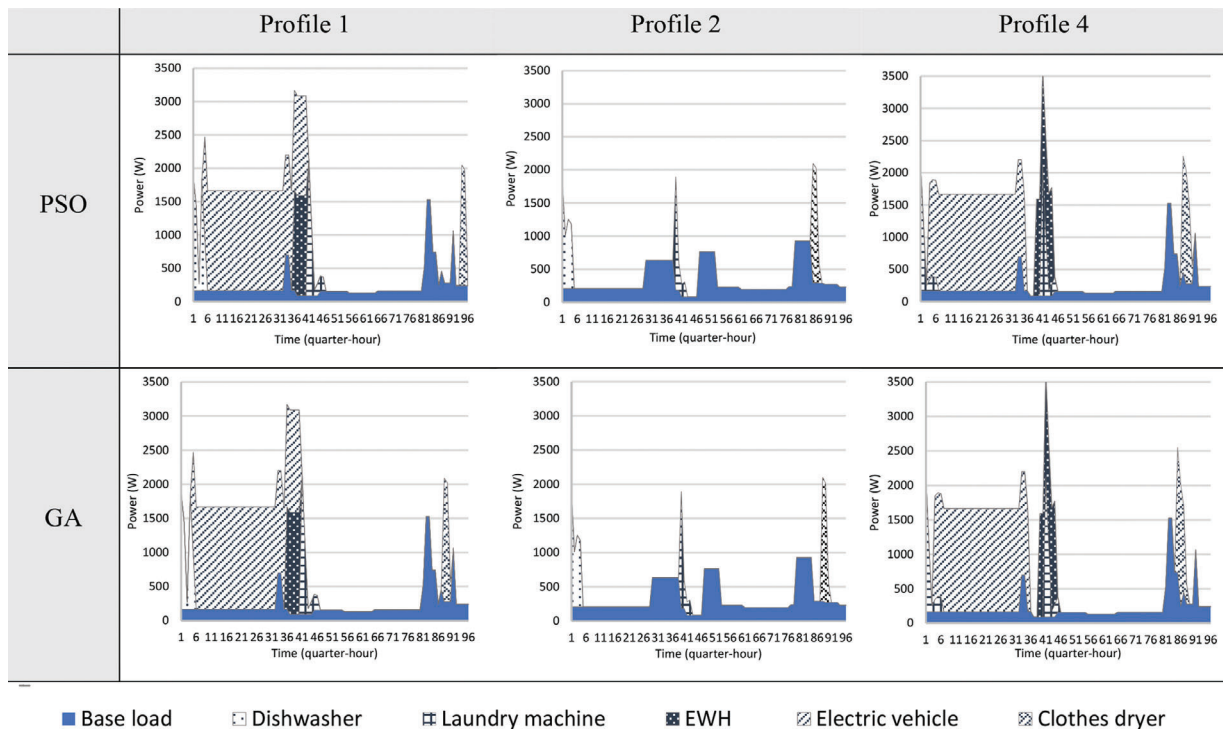 Profile 1 Profile 2 Profile 4
PSO
3500 3500 3500
3000 3000 3000
2500 2500 2500
2000 2000 2000
1500 1500 1500
1000 1000 1000
500 500 500
0 0 0
Power (W) Power (W) Power (W)
1 6 11 16 21 26 31 36 41 46 51 56 61 66 71 76 81 86 91 96 1 6 11 16 21 26 31 36 41 46 51 56 61 66 71 76 81 86 91 96 1 6 11 16 21 26 31 36 41 46 51 56 61 66 71 76 81 86 91 96
Time (quarter-hour) Time (quarter-hour) Time (quarter-hour)
GA
3500 3500 3500
3000 3000 3000
2500 2500 2500
2000 2000 2000
1500 1500 1500
1000 1000 1000
500 500 500
0 0 0
Power (W) Power (W) Power (W)
1 6 11 16 21 26 31 36 41 46 51 56 61 66 71 76 81 86 91 96 1 6 11 16 21 26 31 36 41 46 51 56 61 66 71 76 81 86 91 96 1 6 11 16 21 26 31 36 41 46 51 56 61 66 71 76 81 86 91 96
Time (quarter-hour) Time (quarter-hour) Time (quarter-hour)
Base load Dishwasher Laundry machine EWH Electric vehicle Clothes dryer